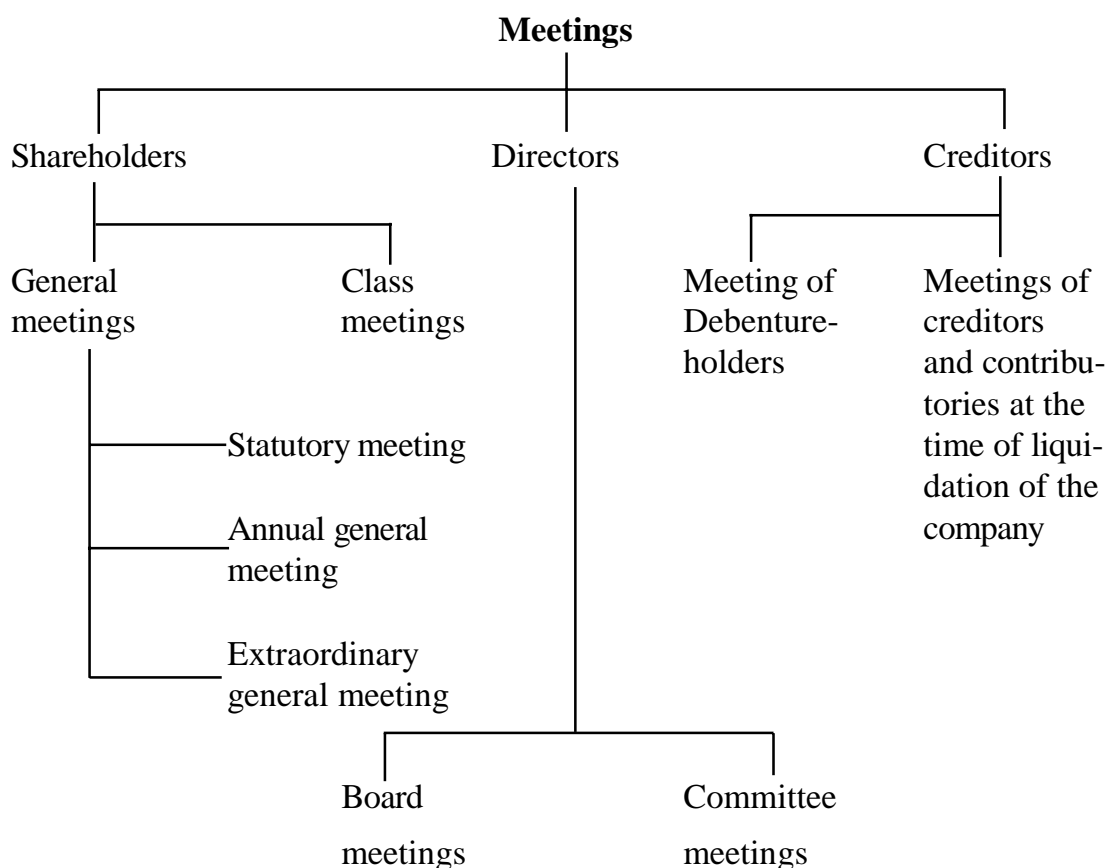 Meetings
Shareholders
Directors
Creditors
General
meetings
Class
meetings
Meeting of
Debenture-
holders
Meetings of
creditors
and contribu-
tories at the
time of liqui-
dation of the
company
Statutory meeting
Annual general
meeting
Extraordinary
general meeting
Board
meetings
Committee
meetings